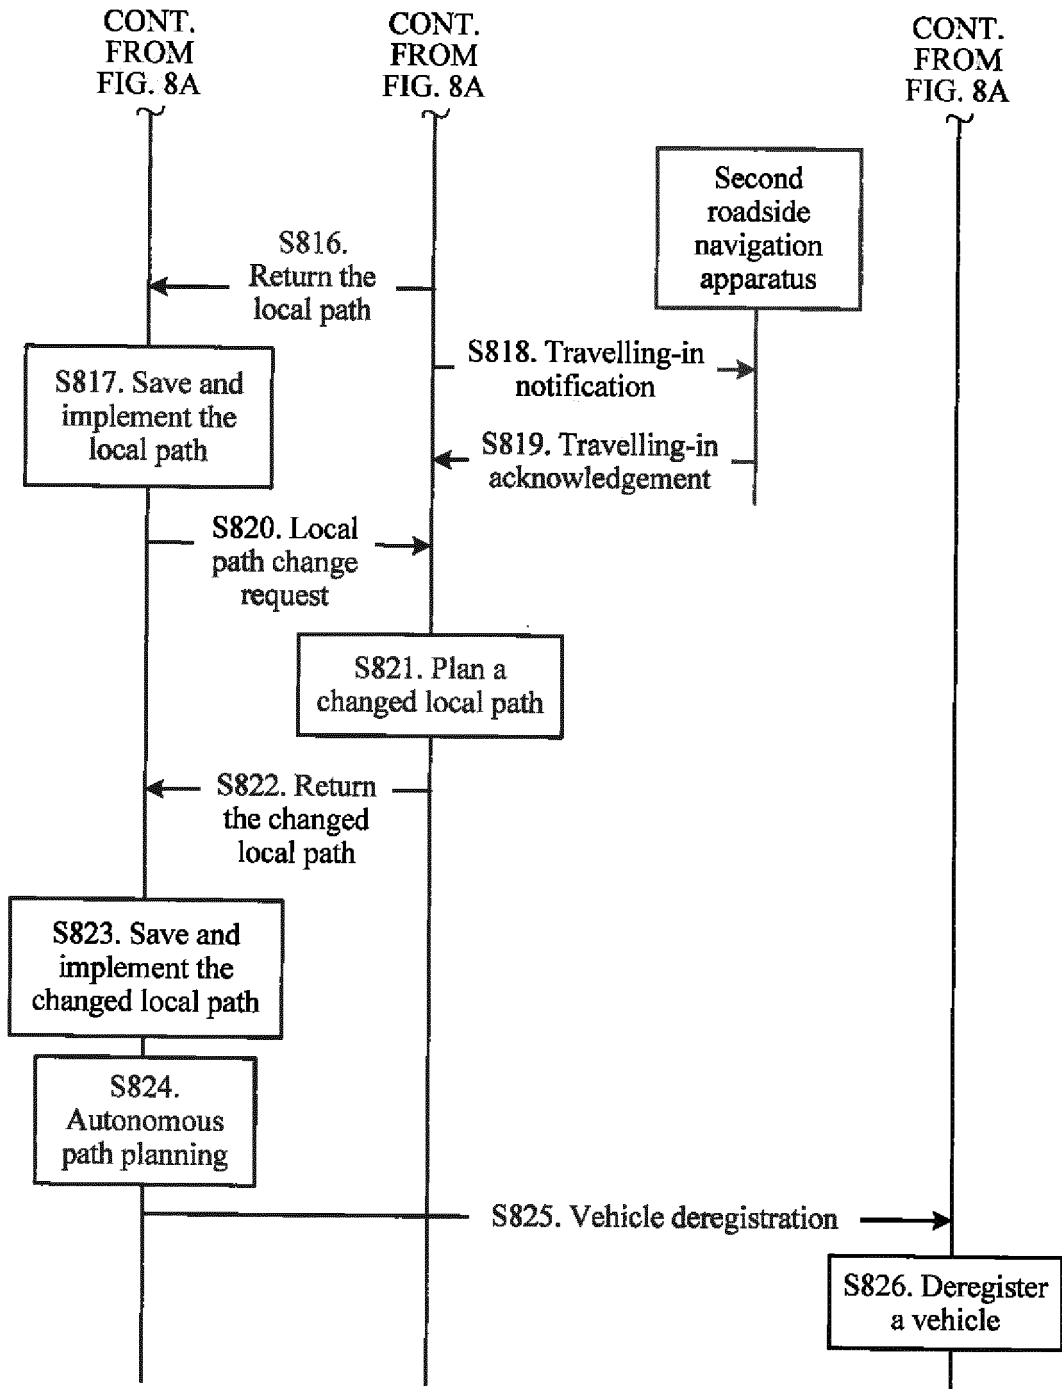 CONT.
FROM
FIG. 8A
CONT.
FROM
FIG. 8A
CONT.
FROM
FIG. 8A
Second
roadside
navigation
apparatus
S816.
Return the
local path
S817. Save and
implement the
local path
S818. Travelling-in
notification
S819. Travelling-in
acknowledgement
S820. Local
path change
request
S821. Plan a
changed local path
S822. Return
the changed
local path
S823. Save and
implement the
changed local path
S824.
Autonomous
path planning
S825. Vehicle deregistration
S826. Deregister
a vehicle